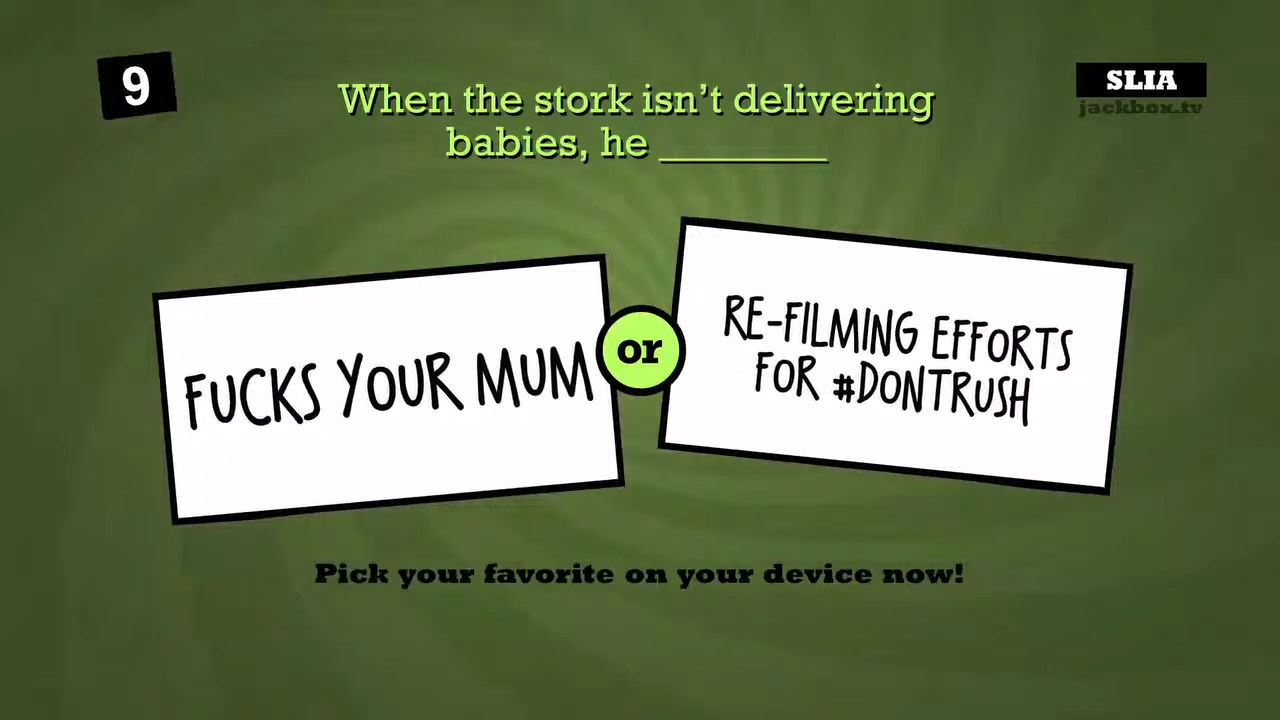 9
When the stork isn't delivering
babies, he ________
SLIA
jackbox.tv
FUCKS YOUR MUM
or
RE-FILMING EFFORTS
FOR #DONTRUSH
Pick your favorite on your device now!